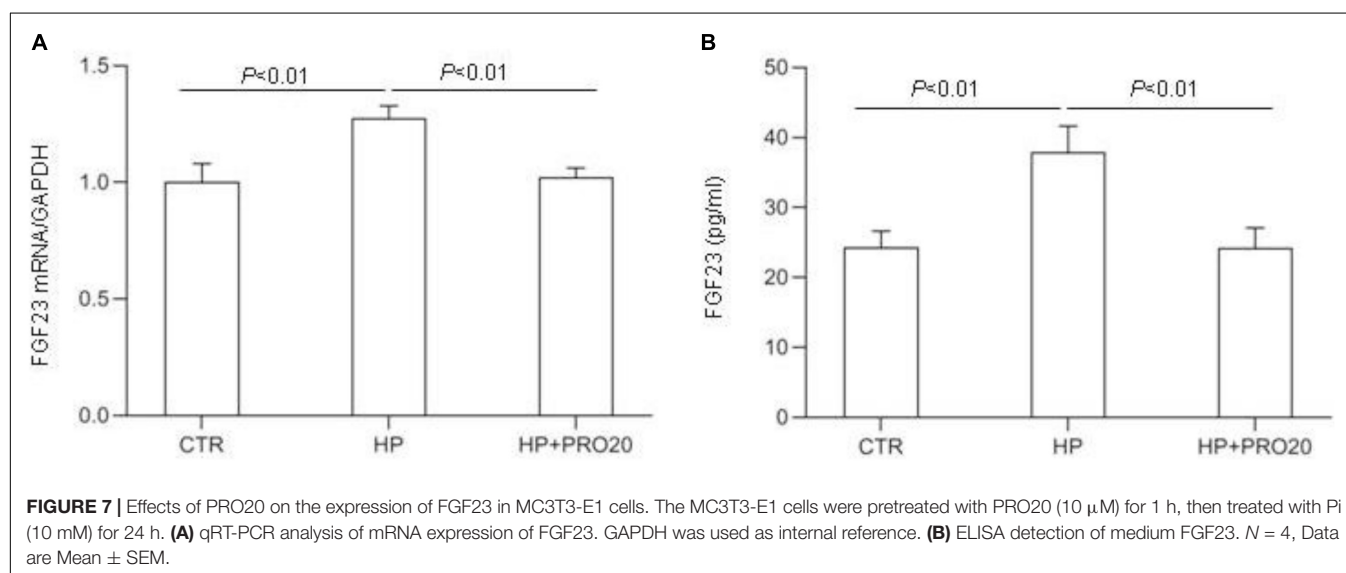 A
FGF23 mRNA/GAPDH
1.5
1.0
0.5
0.0
P<0.01
P<0.01
CTR
HP
HP+PRO20
B
FGF23 (pg/ml)
50
40
30
20
10
0
P<0.01
P<0.01
CTR
HP
HP+PRO20
FIGURE 7 | Effects of PRO20 on the expression of FGF23 in MC3T3-E1 cells. The MC3T3-E1 cells were pretreated with PRO20 (10 μM) for 1 h, then treated with Pi
(10 mM) for 24 h. (A) qRT-PCR analysis of mRNA expression of FGF23. GAPDH was used as internal reference. (B) ELISA detection of medium FGF23. N = 4, Data
are Mean ± SEM.